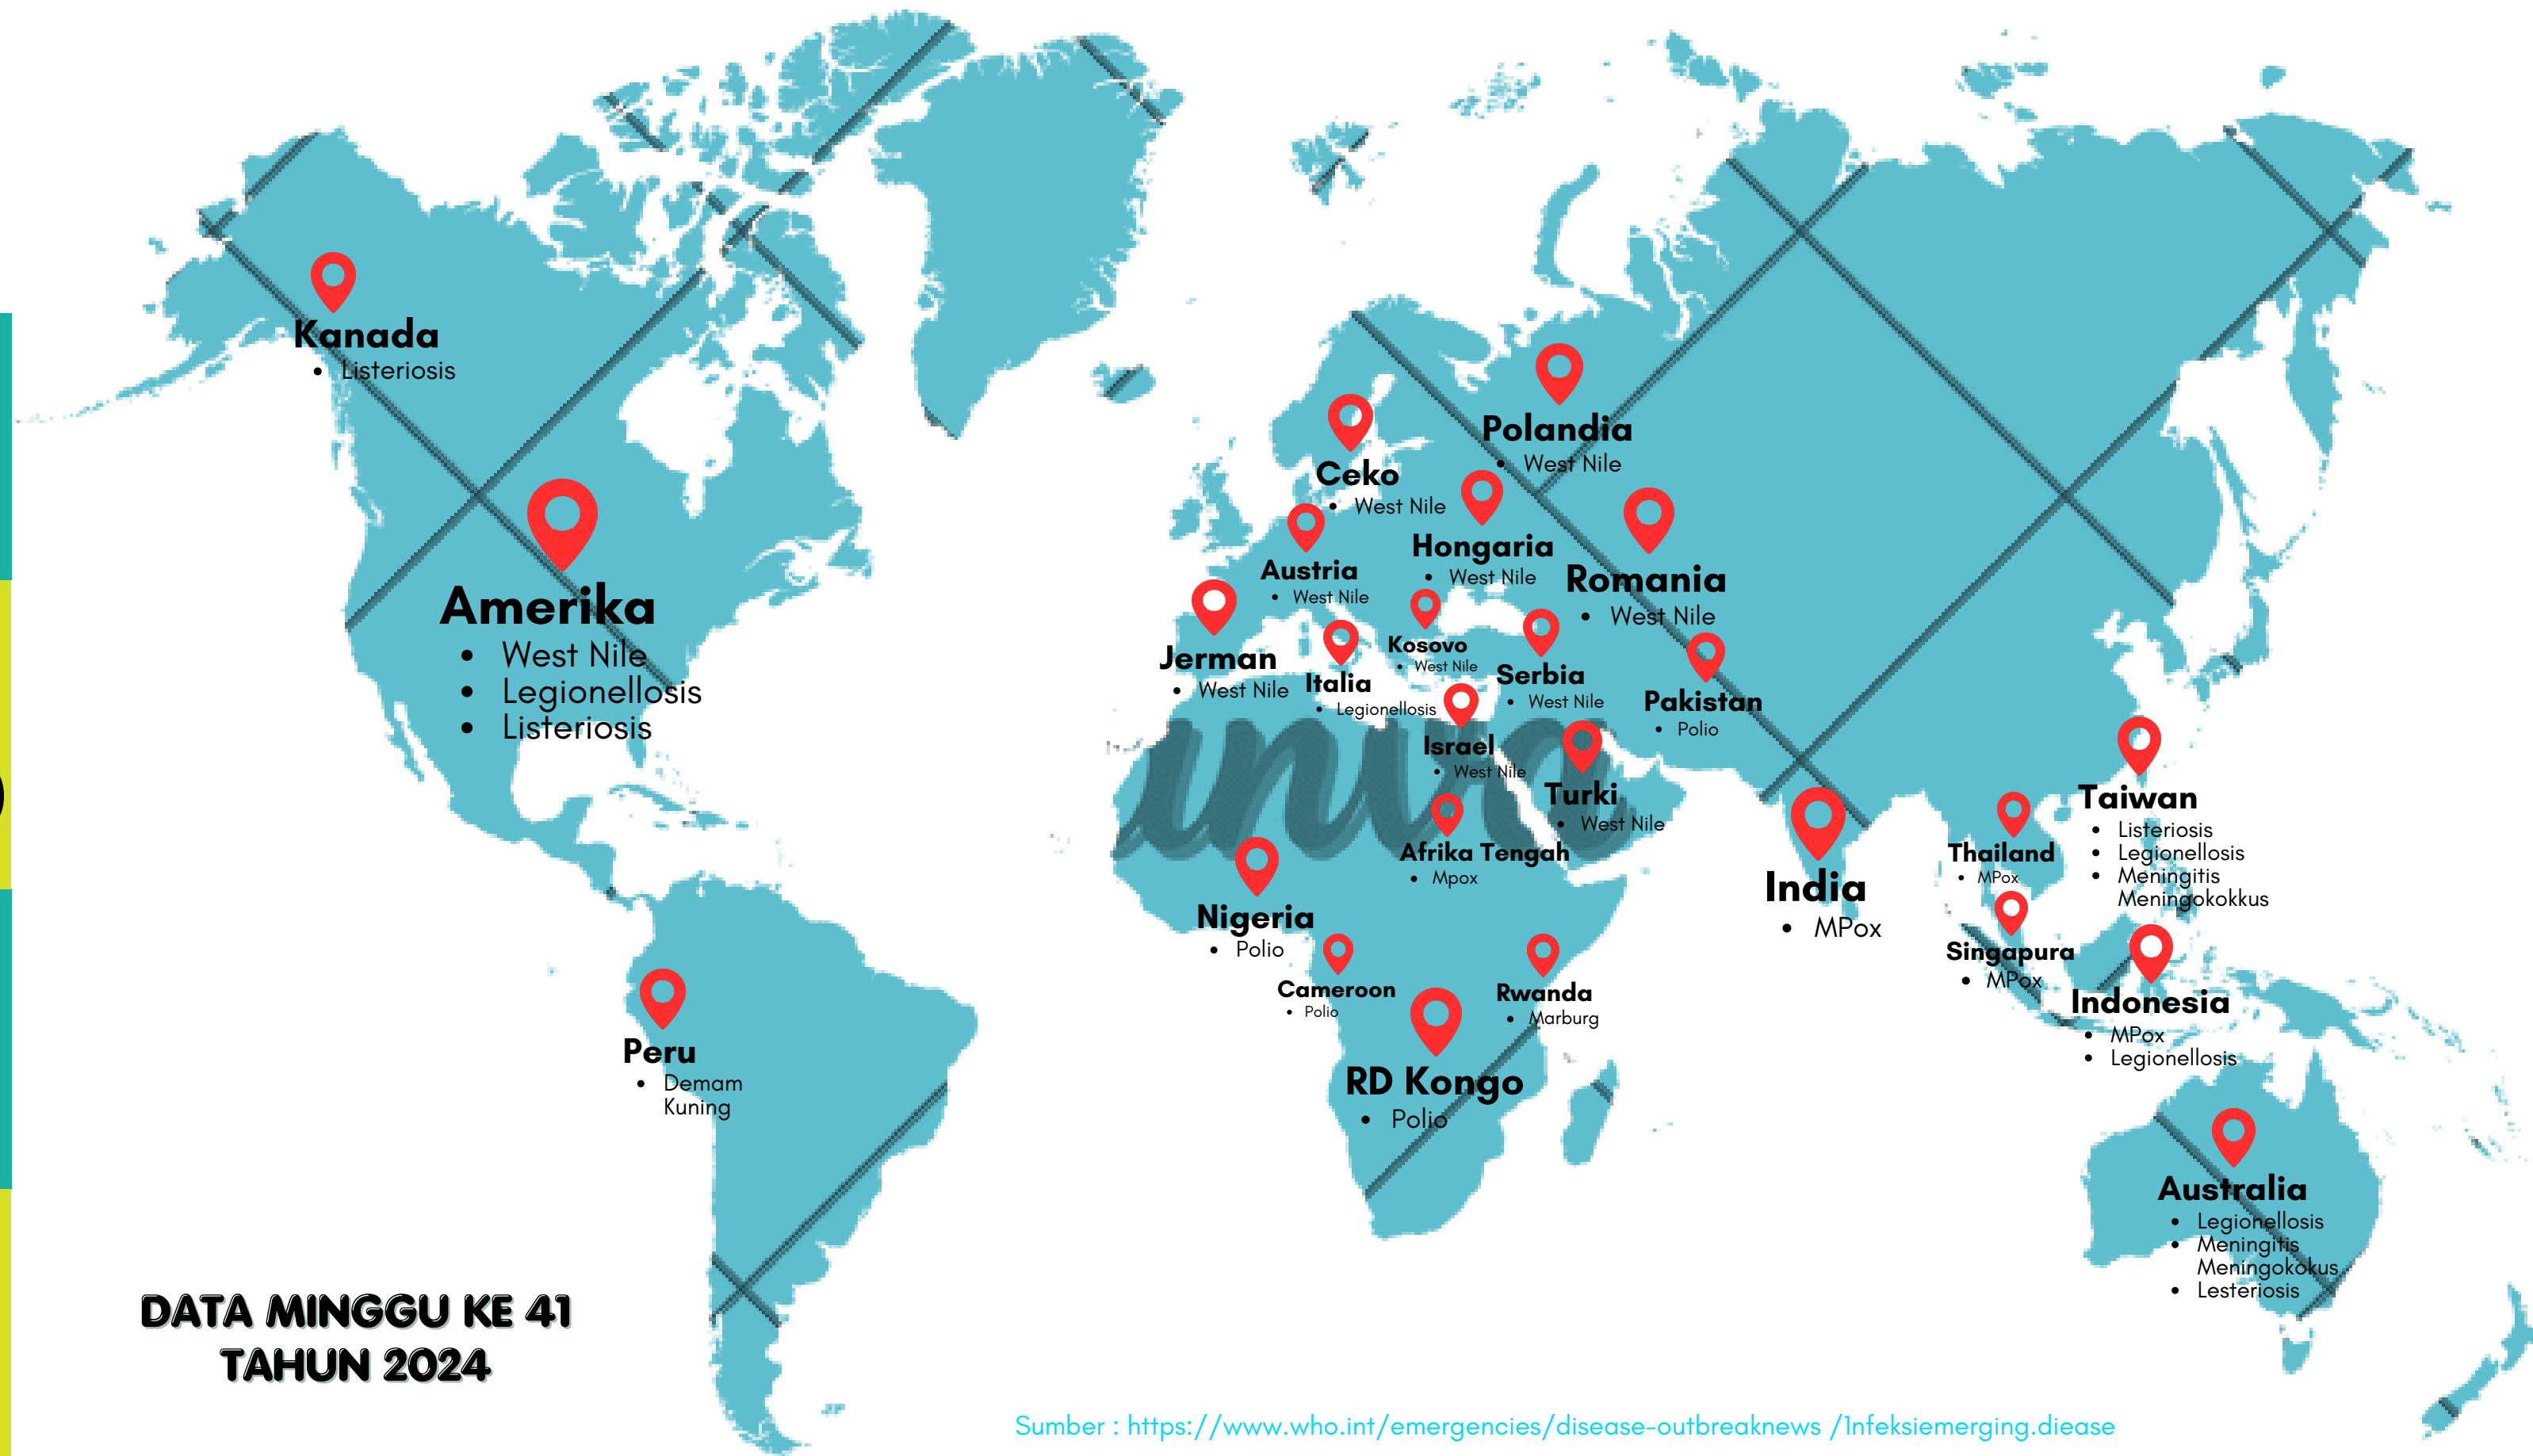 Kanada
• Listeriosis
Amerika
• West Nile
• Legionellosis
• Listeriosis
Peru
• Demam
Kuning
Polandia
• West Nile
Ceko
• West Nile
Hongaria
• West Nile
Romania
• West Nile
Austria
• West Nile
Jerman
• West Nile
Italia
• Legionellosis
Kosovo
• West Nile
Serbia
• West Nile
Pakistan
• Polio
Israel
• West Nile
Turki
• West Nile
Afrika Tengah
• Mpox
Nigeria
• Polio
Cameroon
• Polio
Rwanda
• Marburg
RD Kongo
• Polio
India
• MPox
Thailand
• MPox
Taiwan
• Listeriosis
• Legionellosis
• Meningitis
Meningokokkus
Singapura
• MPox
Indonesia
• MPox
• Legionellosis
Australia
• Legionellosis
• Meningitis
Meningokokus
• Lesteriosis
DATA MINGGU KE 41
TAHUN 2024
Sumber : https://www.who.int/emergencies/disease-outbreaknews /1nfeksiemerging.diease